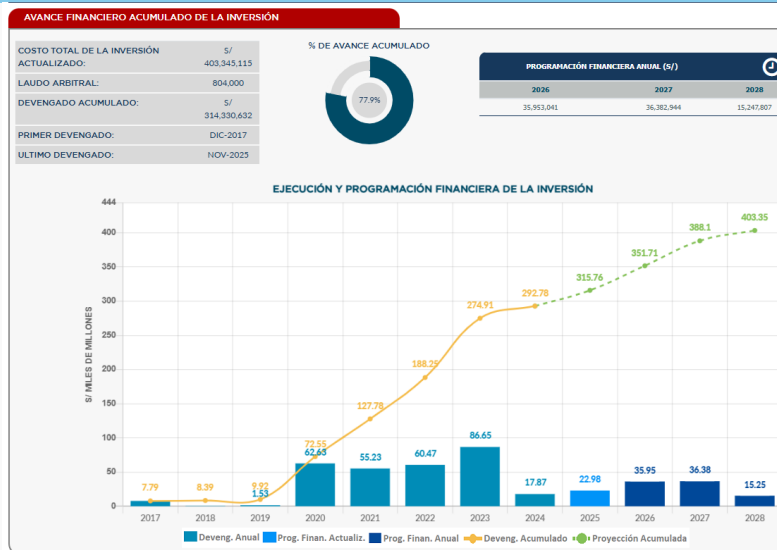 AVANCE FINANCIERO ACUMULADO DE LA INVERSIÓN
COSTO TOTAL DE LA INVERSIÓN ACTUALIZADO: S/ 403,345,115
LAUDO ARBITRAL: 804,000
DEVENGADO ACUMULADO: S/ 314,330,632
PRIMER DEVENGADO: DIC-2017
ULTIMO DEVENGADO: NOV-2025
% DE AVANCE ACUMULADO
77.9%
PROGRAMACIÓN FINANCIERA ANUAL (S/)
2026 2027 2028
35,953,041 36,382,944 15,247,807
EJECUCIÓN Y PROGRAMACIÓN FINANCIERA DE LA INVERSIÓN
S/ MILES DE MILLONES
444
400
350
300
250
200
150
100
50
0
7.79 8.39 9.92 72.55 127.78 188.25 274.91 292.78 315.76 351.71 388.1 403.35
1.53 62.63 55.23 60.47 86.65 17.87 22.98 35.95 36.38 15.25
2017 2018 2019 2020 2021 2022 2023 2024 2025 2026 2027 2028
Deveng. Anual Prog. Finan. Actualiz. Prog. Finan. Anual Deveng. Acumulado Proyección Acumulada